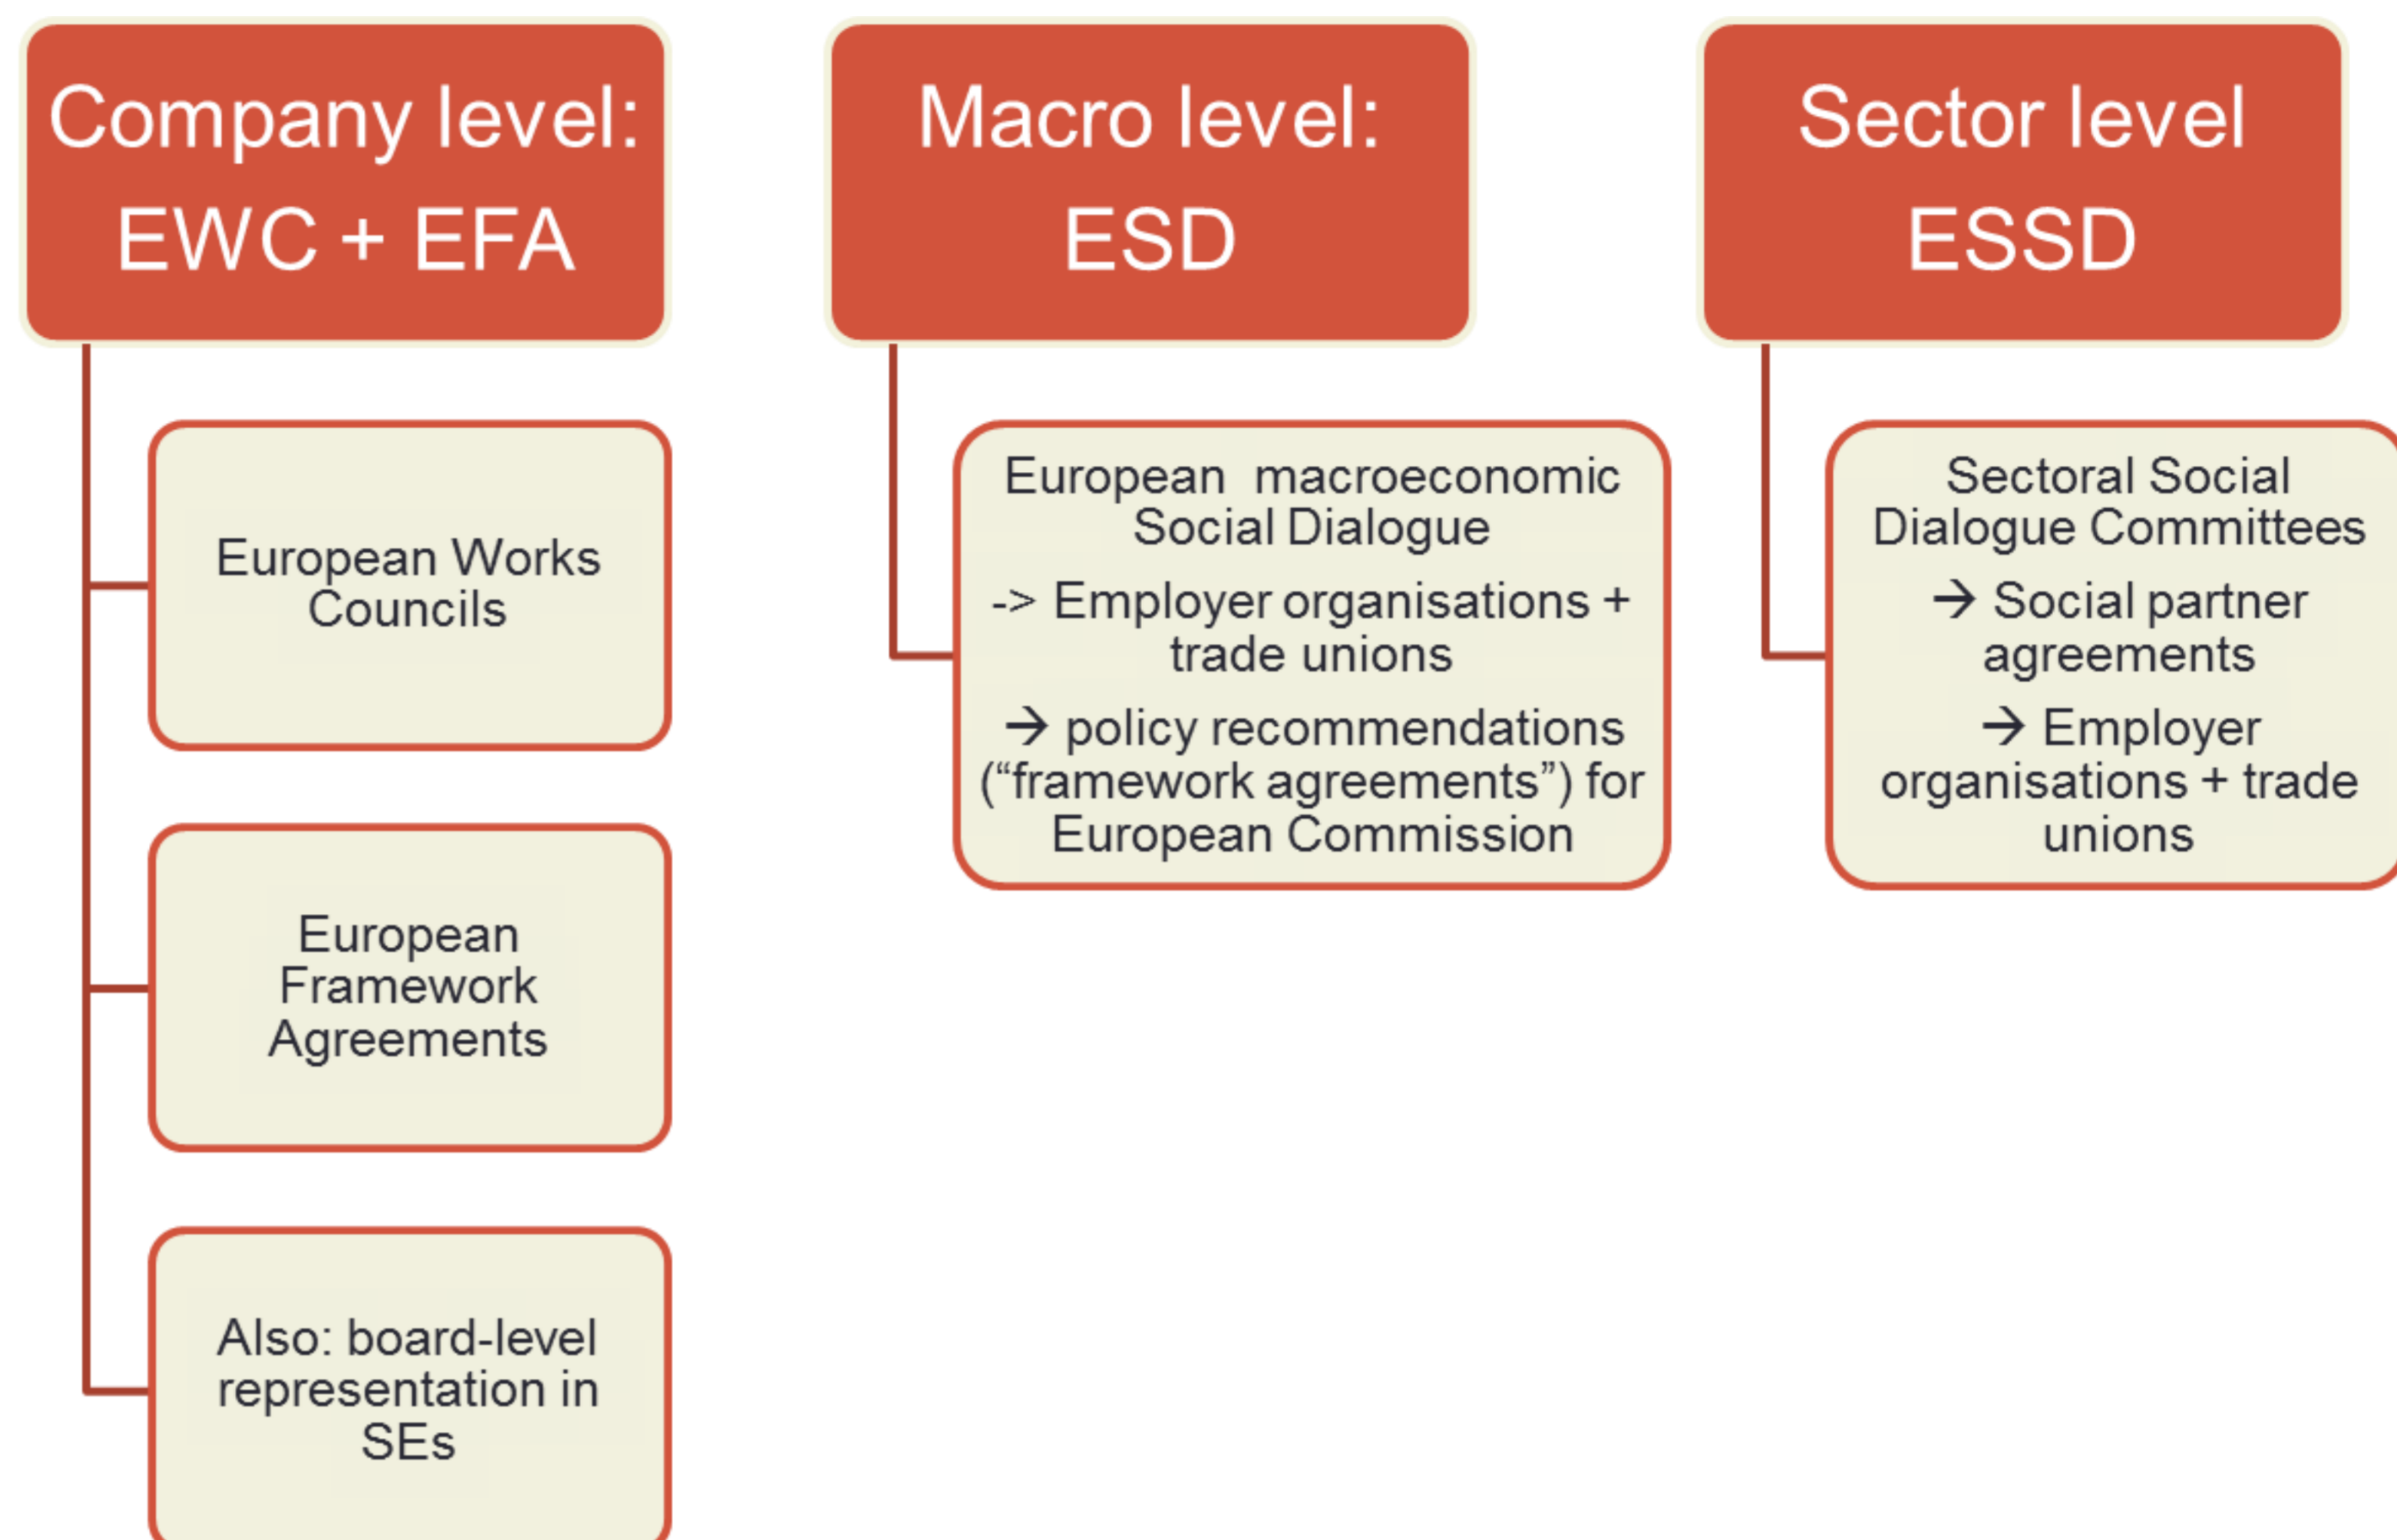 Company level:
EWC + EFA
European Works
Councils
European
Framework
Agreements
Also: board-level
representation in
SEs
Macro level:
ESD
European  macroeconomic
Social Dialogue
-> Employer organisations +
trade unions
→ policy recommendations
(“framework agreements”) for
European Commission
Sector level
ESSD
Sectoral Social
Dialogue Committees
→ Social partner
agreements
→ Employer
organisations + trade
unions